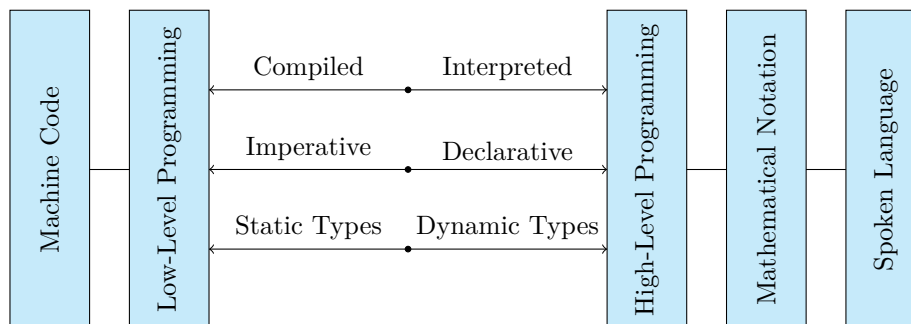 Machine Code
Low-Level Programming
Compiled
Interpreted
Imperative
Declarative
Static Types
Dynamic Types
High-Level Programming
Mathematical Notation
Spoken Language